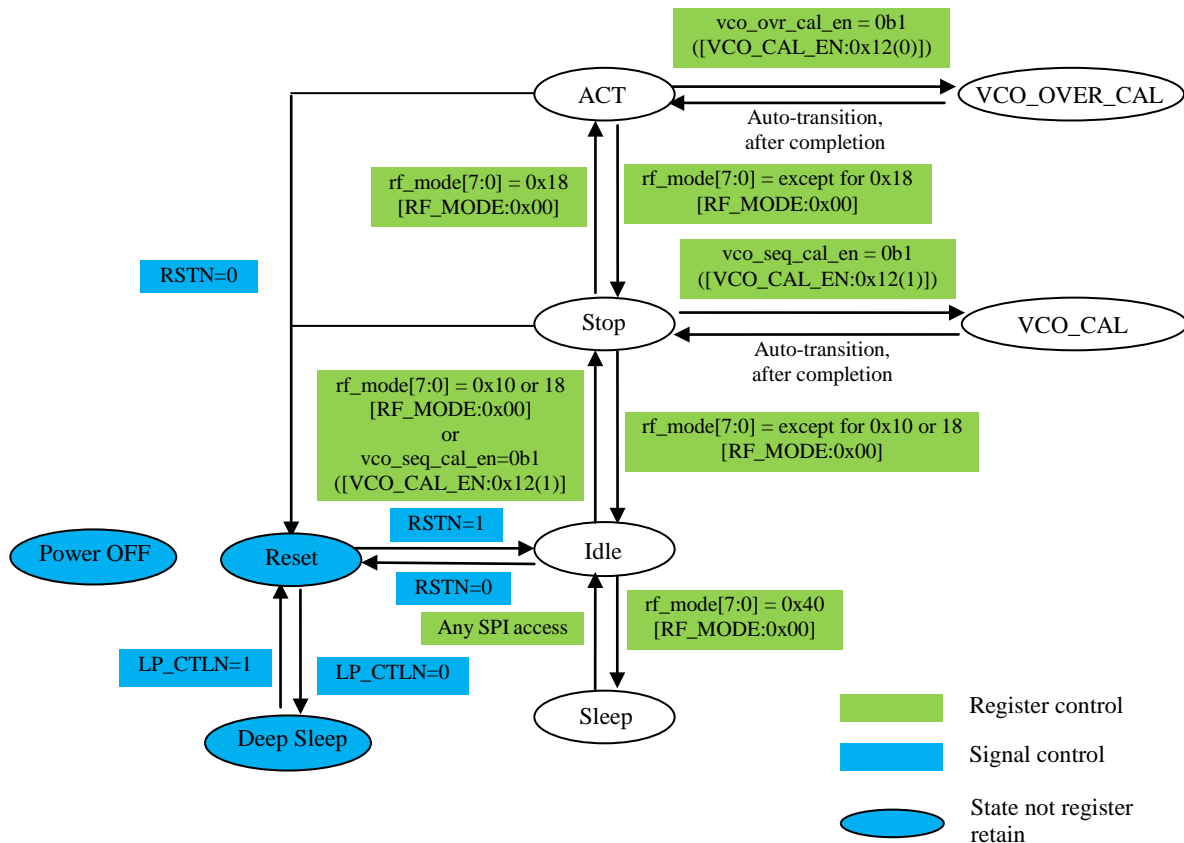 vco_ovr_cal_en = 0b1
([VCO_CAL_EN:0x12(0)])
ACT
VCO_OVER_CAL
Auto-transition,
after completion
rf_mode[7:0] = 0x18
[RF_MODE:0x00]
rf_mode[7:0] = except for 0x18
[RF_MODE:0x00]
vco_seq_cal_en = 0b1
([VCO_CAL_EN:0x12(1)])
RSTN=0
Stop
VCO_CAL
Auto-transition,
after completion
rf_mode[7:0] = 0x10 or 18
[RF_MODE:0x00]
or
vco_seq_cal_en=0b1
([VCO_CAL_EN:0x12(1)]
rf_mode[7:0] = except for 0x10 or 18
[RF_MODE:0x00]
RSTN=1
Power OFF
Reset
Idle
RSTN=0
Any SPI access
rf_mode[7:0] = 0x40
[RF_MODE:0x00]
LP_CTLN=1
LP_CTLN=0
Sleep
Deep Sleep
Register control
Signal control
State not register
retain